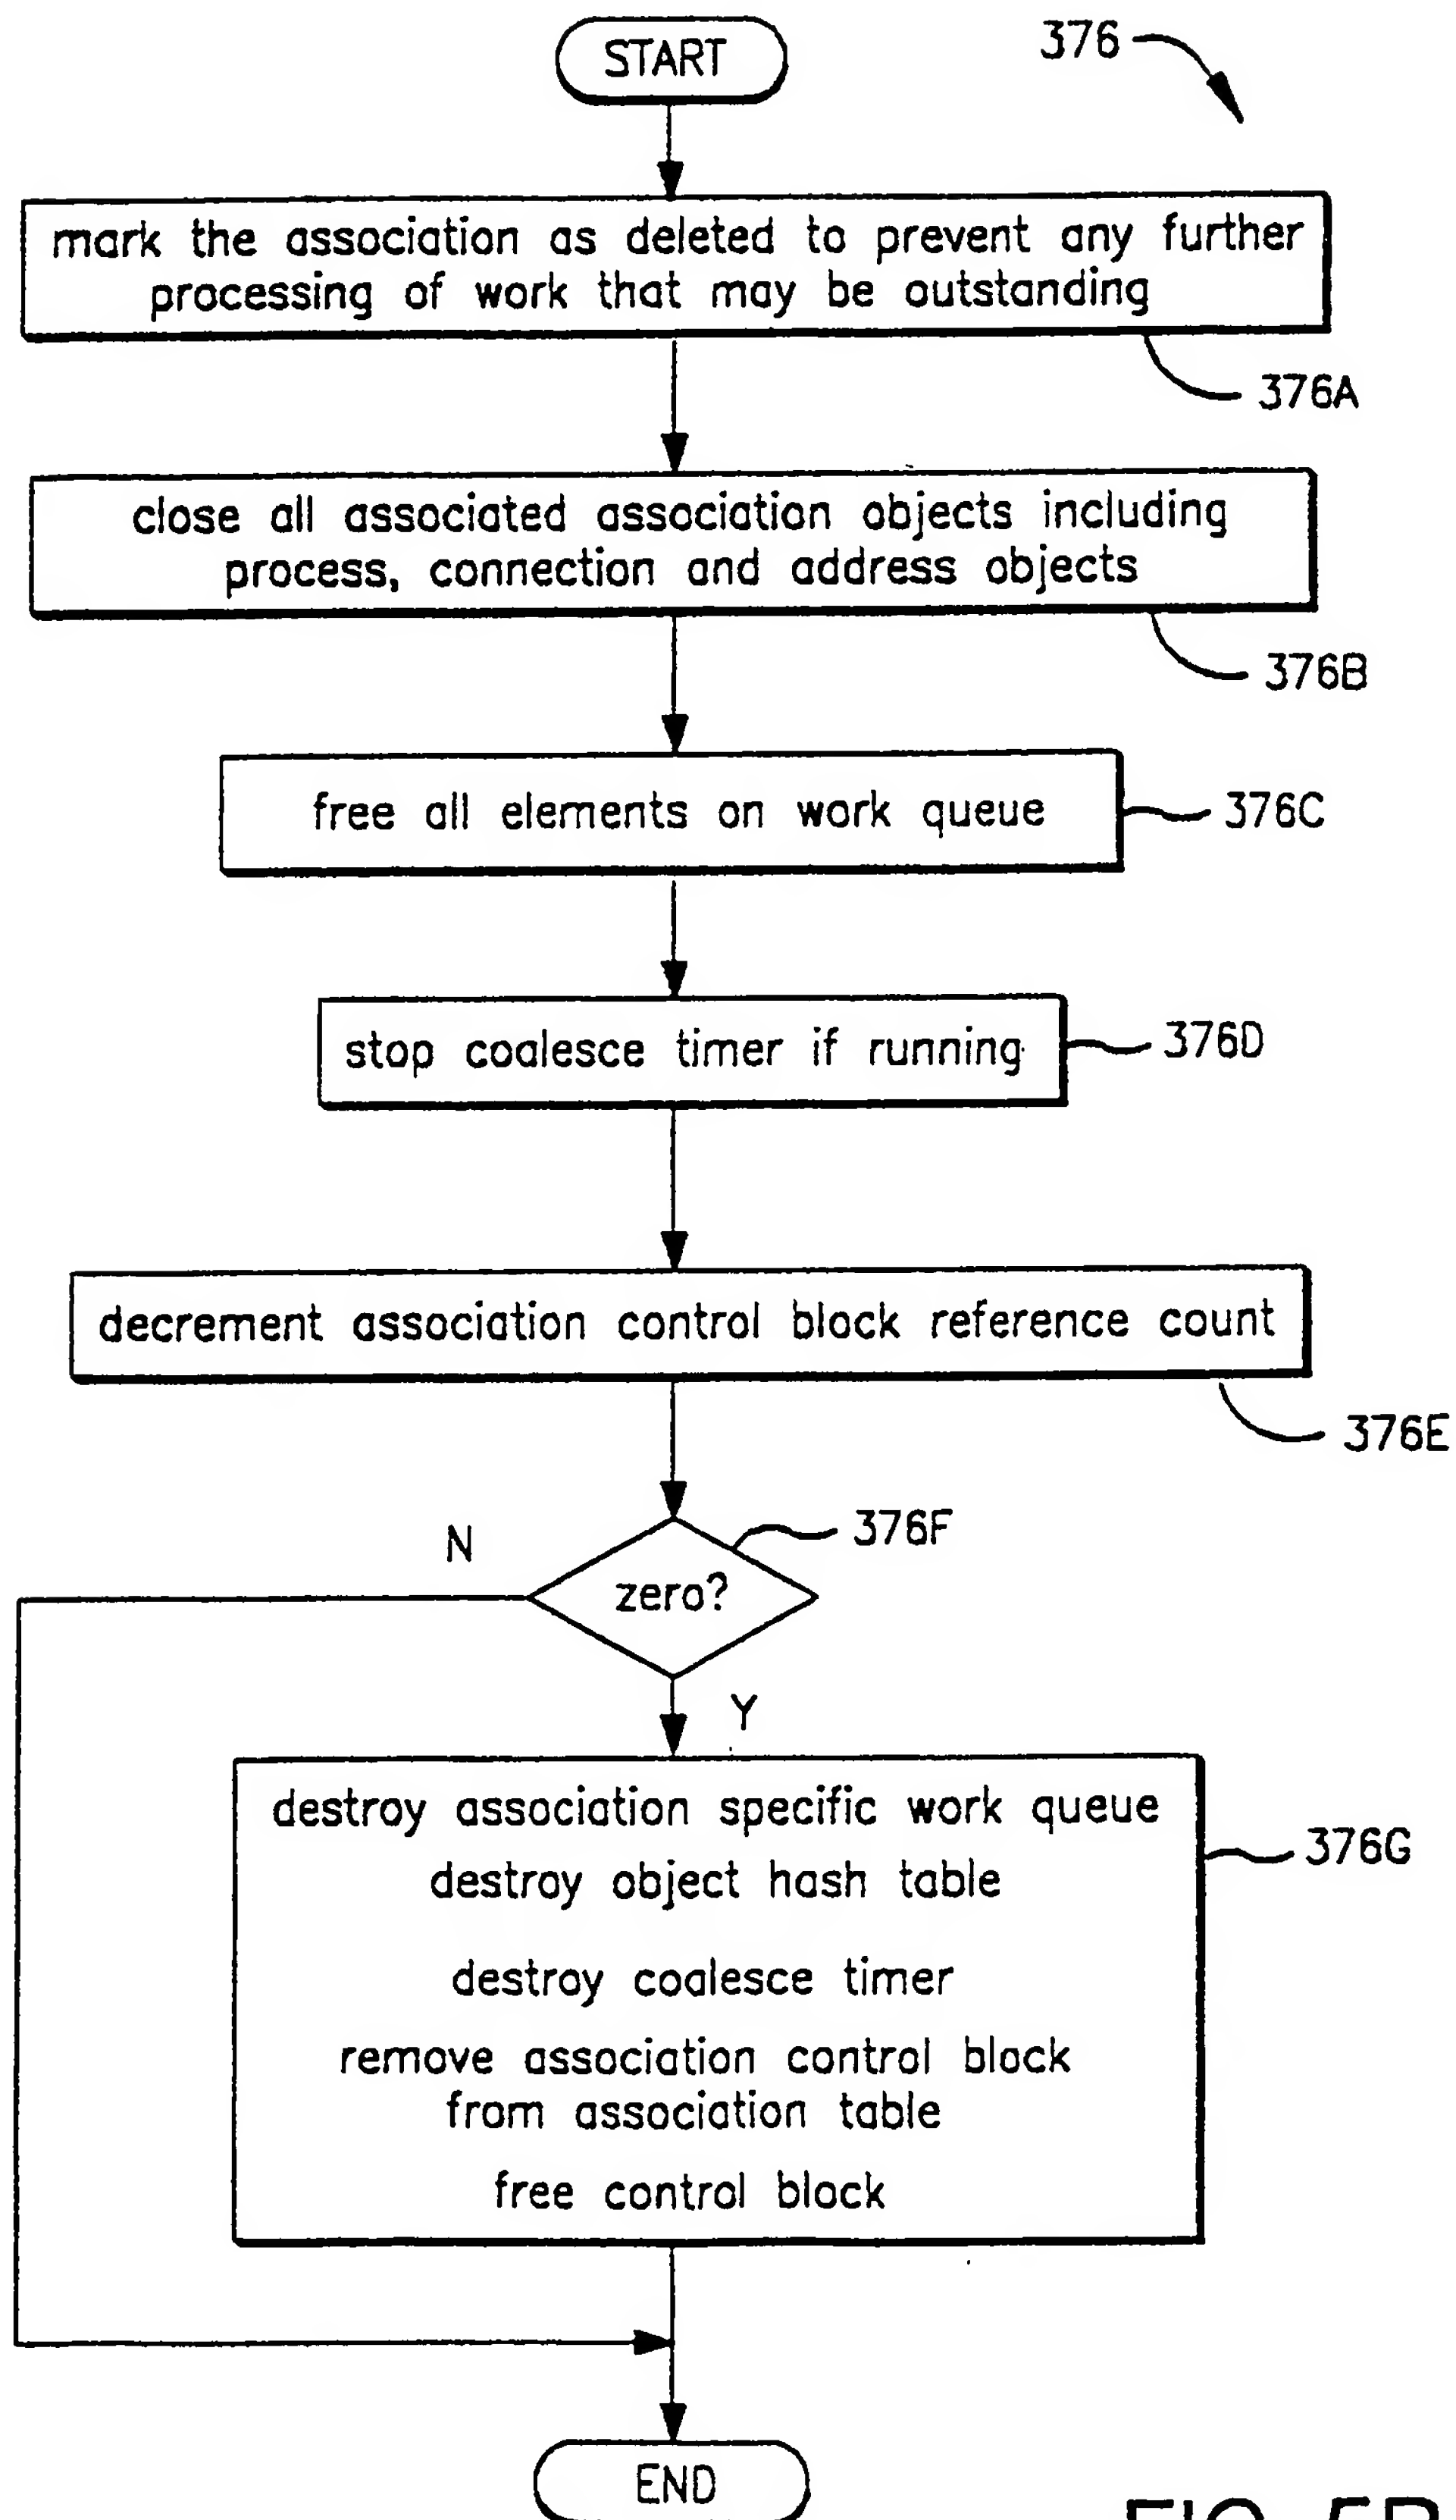 START
376
mark the association as deleted to prevent any further
processing of work that may be outstanding
376A
close all associated association objects including
process, connection and address objects
376B
free all elements on work queue
376C
stop coalesce timer if running
376D
decrement association control block reference count
376E
376F
N
zero?
Y
destroy association specific work queue
destroy object hash table
376G
destroy coalesce timer
remove association control block
from association table
free control block
END